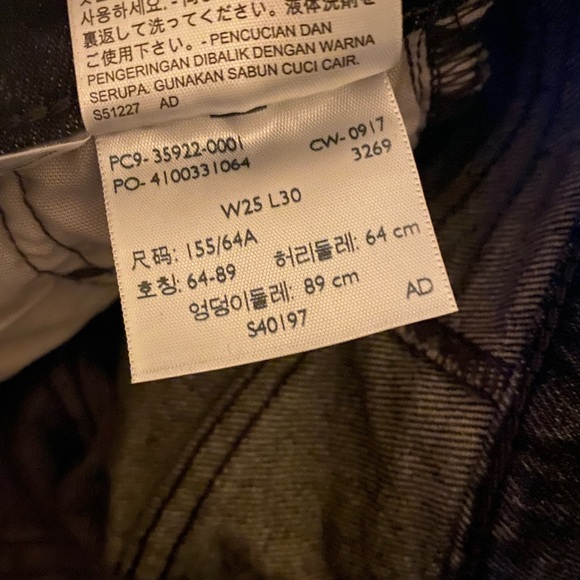 사용하세요.
裏返して洗ってください。液体洗剤を
ご使用下さい。- PENCUCIAN DAN
PENGERINGAN DIBALIK DENGAN WARNA
SERUPA. GUNAKAN SABUN CUCI CAIR.
S51227 AD
PC9- 35922-0001 CW- 0917
PO- 4100331064 3269
W25 L30
尺码: 155/64A
호칭: 64-89 허리둘레: 64 cm
엉덩이둘레: 89 cm AD
S40197